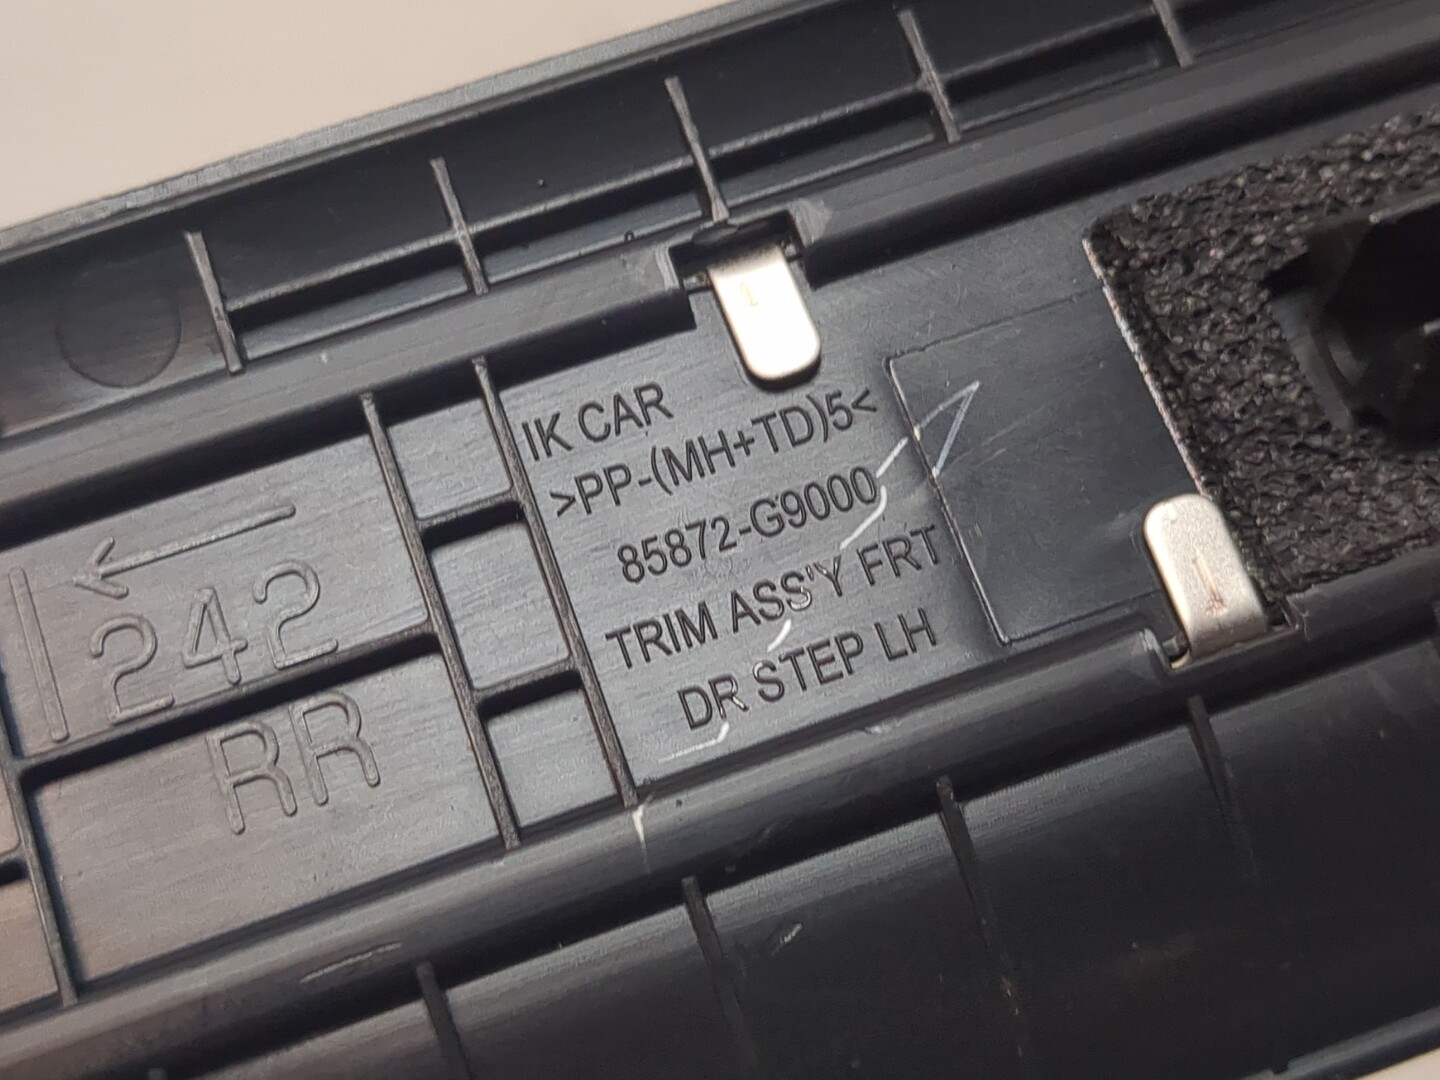 IK CAR
>PP-(MH+TD)5<
85872-G9000
TRIM ASS'Y FRT
DR STEP LH
242
RR